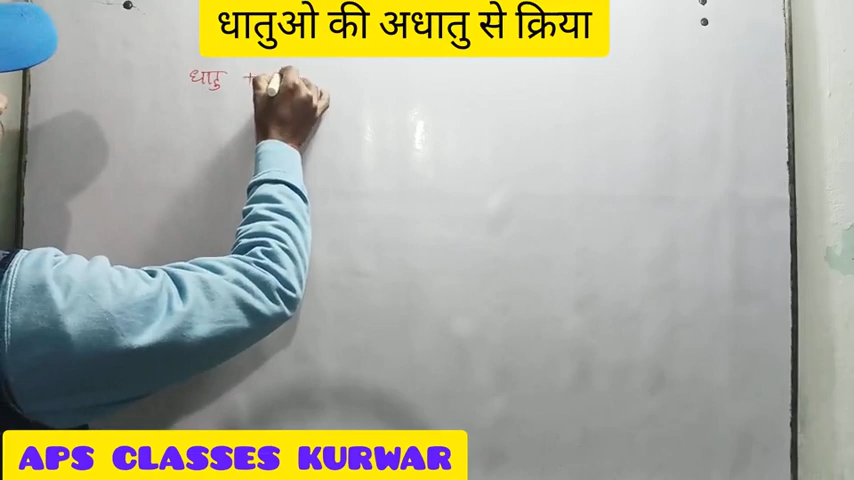 धातुओ की अधातु से क्रिया
धातु +
APS CLASSES KURWAR